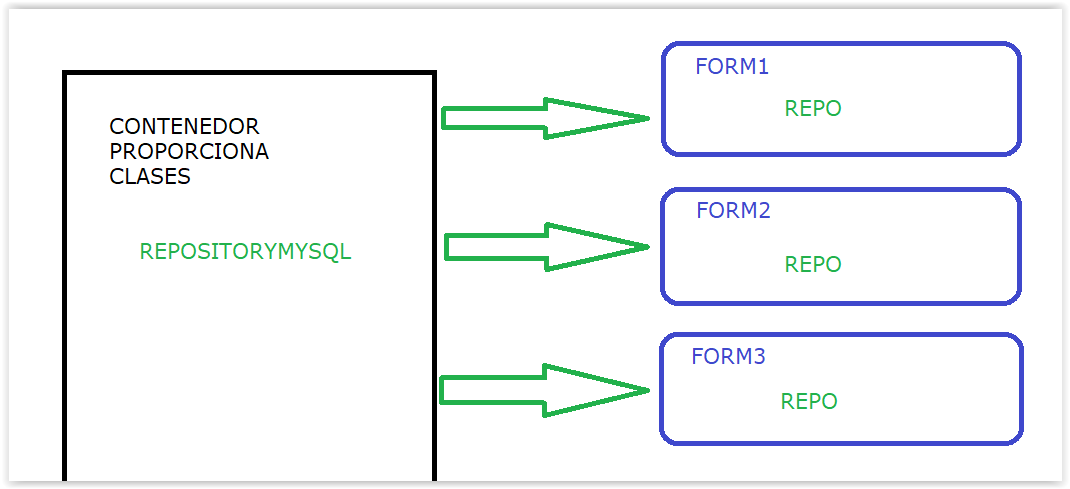 CONTENEDOR
PROPORCIONA
CLASES
REPOSITORYMYSQL
FORM1
REPO
FORM2
REPO
FORM3
REPO